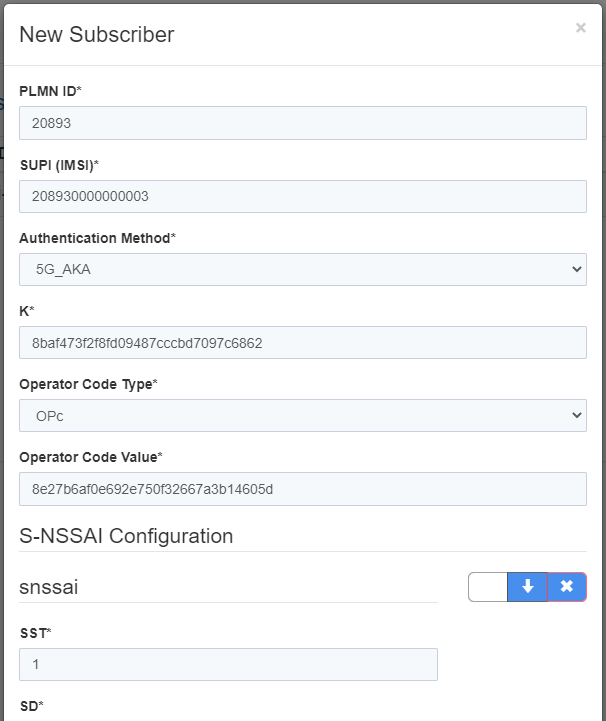 New Subscriber
×
PLMN ID*
20893
SUPI (IMSI)*
208930000000003
Authentication Method*
5G_AKA
K*
8baf473f2f8fd09487cccbd7097c6862
Operator Code Type*
OPc
Operator Code Value*
8e27b6af0e692e750f32667a3b14605d
S-NSSAI Configuration
snssai
SST*
1
SD*